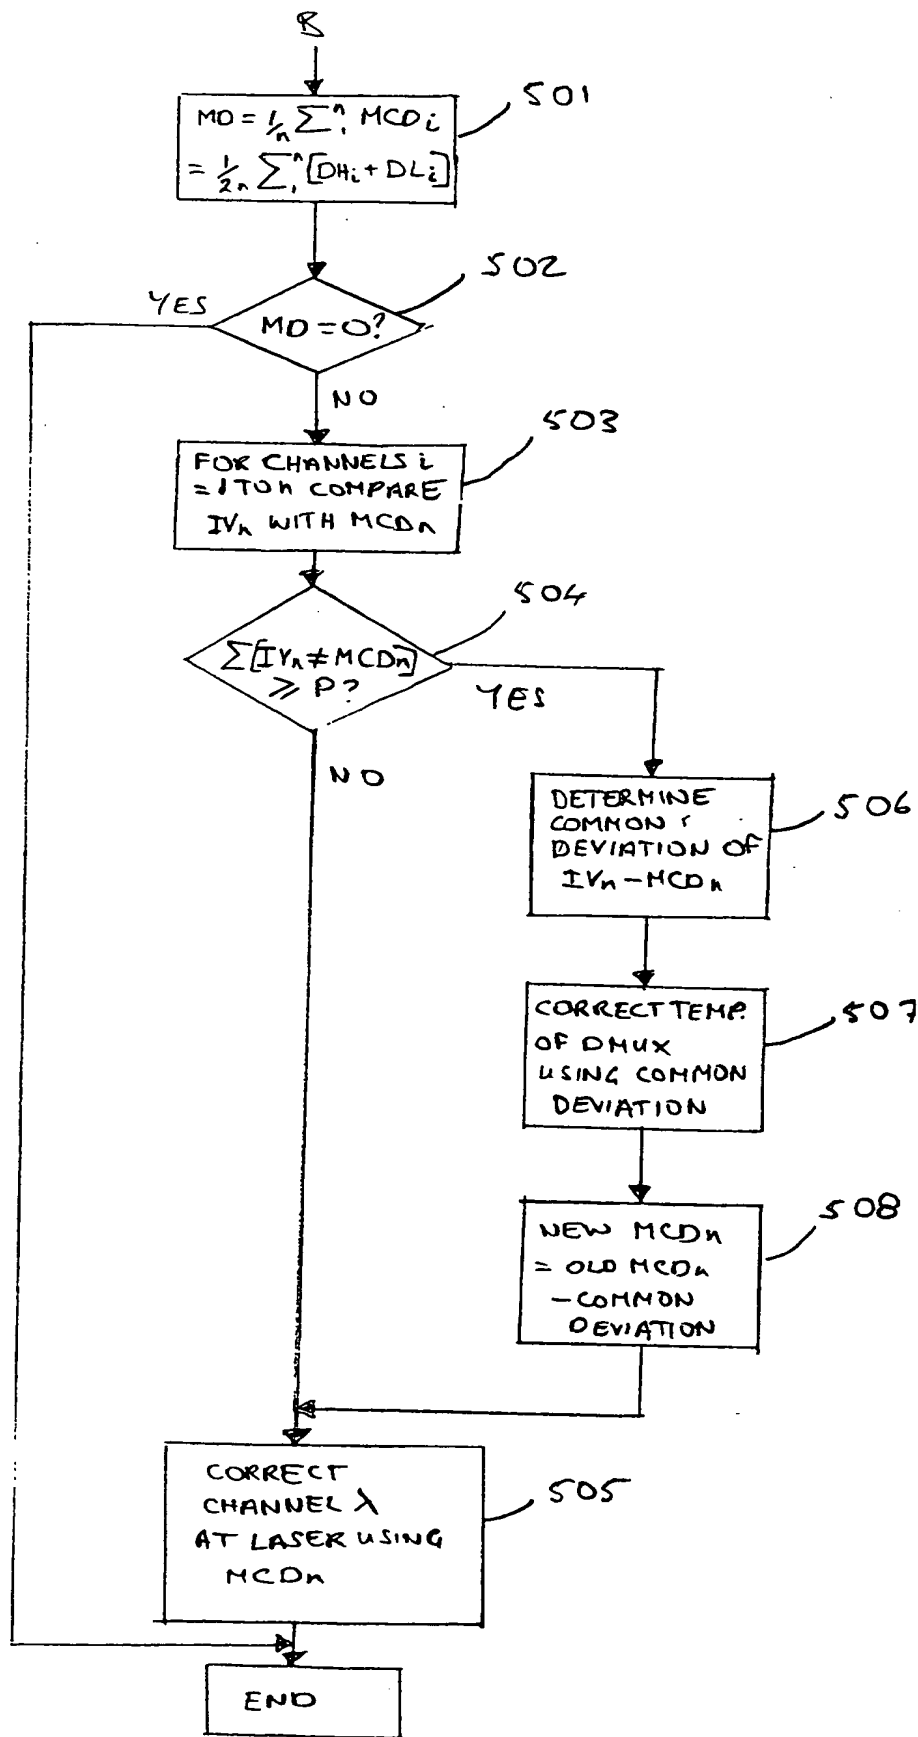 B
501
MD = 1/n Σ₁ⁿ MCDi
= 1/2n Σ₁ⁿ [DHi + DLi]
502
YES
MD = 0?
NO
503
FOR CHANNELS i
= 1 TO n COMPARE
IVn WITH MCDn
504
Σ[IVn ≠ MCDn]
≥ P?
YES
NO
506
DETERMINE
COMMON
DEVIATION OF
IVn - MCDn
507
CORRECT TEMP.
OF DMUX
USING COMMON
DEVIATION
508
NEW MCDn
= OLD MCDn
- COMMON
DEVIATION
505
CORRECT
CHANNEL λ
AT LASER USING
MCDn
END